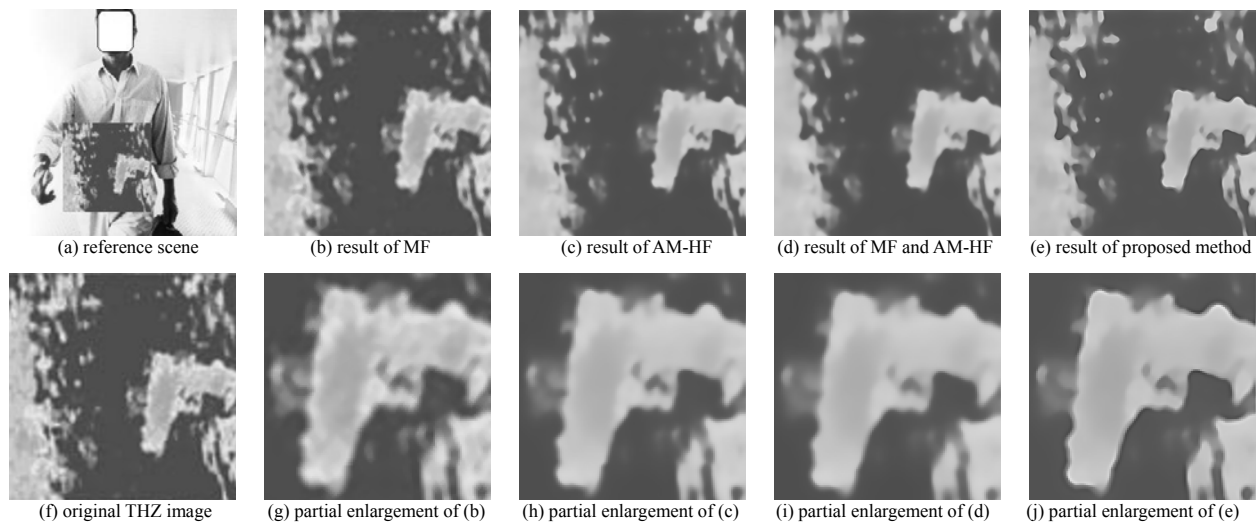 (a) reference scene
(b) result of MF
(c) result of AM-HF
(d) result of MF and AM-HF
(e) result of proposed method
(f) original THZ image
(g) partial enlargement of (b)
(h) partial enlargement of (c)
(i) partial enlargement of (d)
(j) partial enlargement of (e)